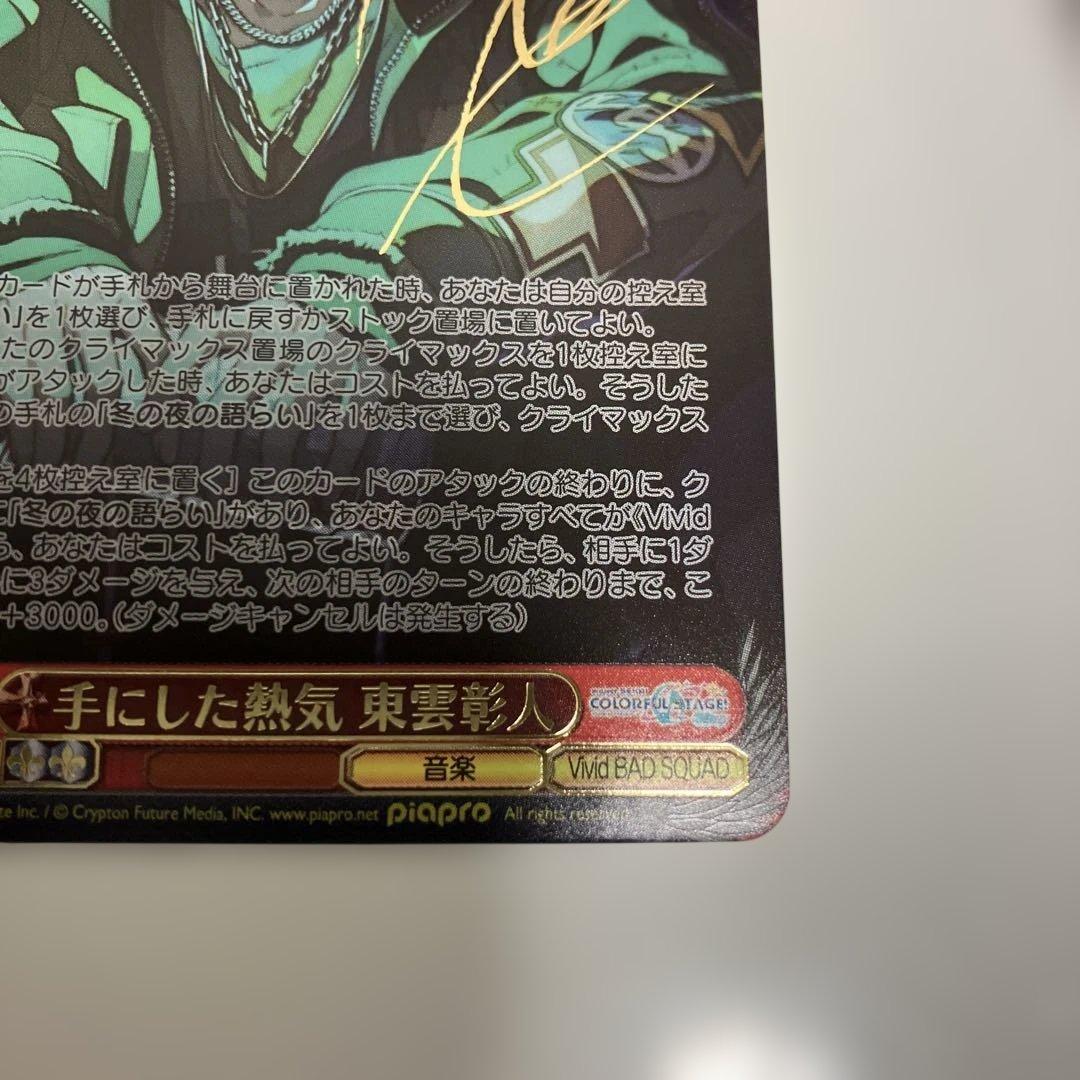 カードが手札から舞台に置かれた時、あなたは自分の控え室
い」を1枚選び、手札に戻すかストック置場に置いてよい。
たのクライマックス置場のクライマックスを1枚控え室に
がアタックした時、あなたはコストを払ってよい。そうした
の手札の「冬の夜の語らい」を1枚まで選び、クライマックス
を4枚控え室に置く］このカードのアタックの終わりに、ク
に「冬の夜の語らい」があり、あなたのキャラすべてが《Vivid
ら、あなたはコストを払ってよい。そうしたら、相手に1ダ
に3ダメージを与え、次の相手のターンの終わりまで、こ
+3000。（ダメージキャンセルは発生する）
手にした熱気 東雲彰人
COLORFUL STAGE!
音楽 Vivid BAD SQUAD
te Inc. / © Crypton Future Media, INC. www.piapro.net piapro All rights reserved